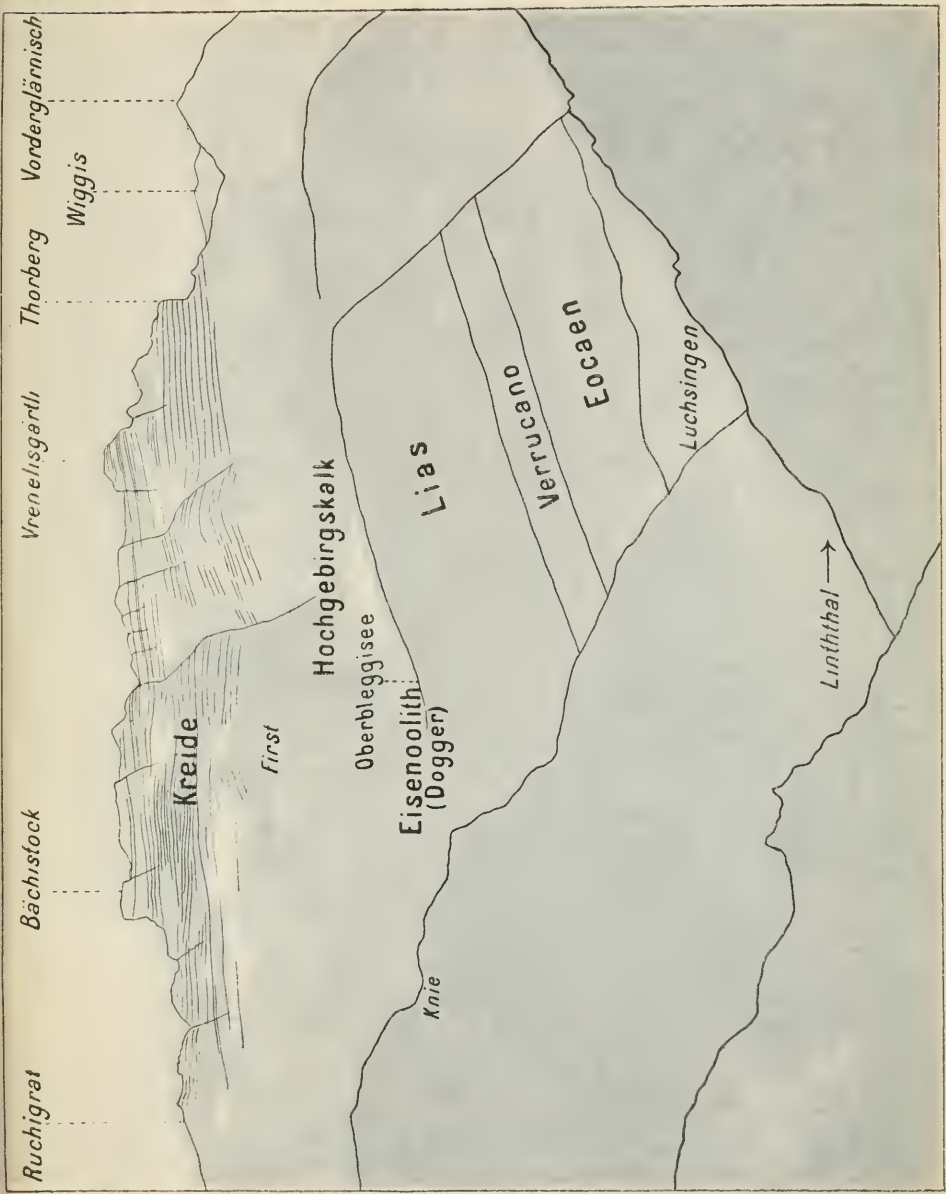 Ruchigrat
Bächistock
Vrenelisgärtli
Thorberg
Wiggis
Vorderglärnisch
Kreide
First
Hochgebirgskalk
Oberbleggisee
Eisenoolith
(Dogger)
Lias
Verrucano
Eocaen
Knie
Luchsingen
Linththal →